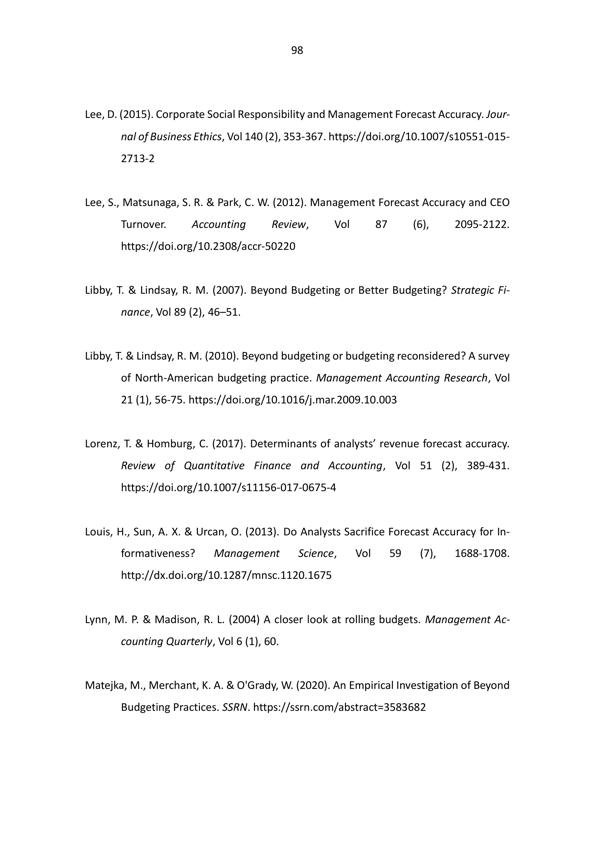 98
Lee, D. (2015). Corporate Social Responsibility and Management Forecast Accuracy. Jour-
nal of Business Ethics, Vol 140 (2), 353-367. https://doi.org/10.1007/s10551-015-
2713-2
Lee, S., Matsunaga, S. R. & Park, C. W. (2012). Management Forecast Accuracy and CEO
Turnover. Accounting Review, Vol 87 (6), 2095-2122.
https://doi.org/10.2308/accr-50220
Libby, T. & Lindsay, R. M. (2007). Beyond Budgeting or Better Budgeting? Strategic Fi-
nance, Vol 89 (2), 46–51.
Libby, T. & Lindsay, R. M. (2010). Beyond budgeting or budgeting reconsidered? A survey
of North-American budgeting practice. Management Accounting Research, Vol
21 (1), 56-75. https://doi.org/10.1016/j.mar.2009.10.003
Lorenz, T. & Homburg, C. (2017). Determinants of analysts’ revenue forecast accuracy.
Review of Quantitative Finance and Accounting, Vol 51 (2), 389-431.
https://doi.org/10.1007/s11156-017-0675-4
Louis, H., Sun, A. X. & Urcan, O. (2013). Do Analysts Sacrifice Forecast Accuracy for In-
formativeness? Management Science, Vol 59 (7), 1688-1708.
http://dx.doi.org/10.1287/mnsc.1120.1675
Lynn, M. P. & Madison, R. L. (2004) A closer look at rolling budgets. Management Ac-
counting Quarterly, Vol 6 (1), 60.
Matejka, M., Merchant, K. A. & O'Grady, W. (2020). An Empirical Investigation of Beyond
Budgeting Practices. SSRN. https://ssrn.com/abstract=3583682